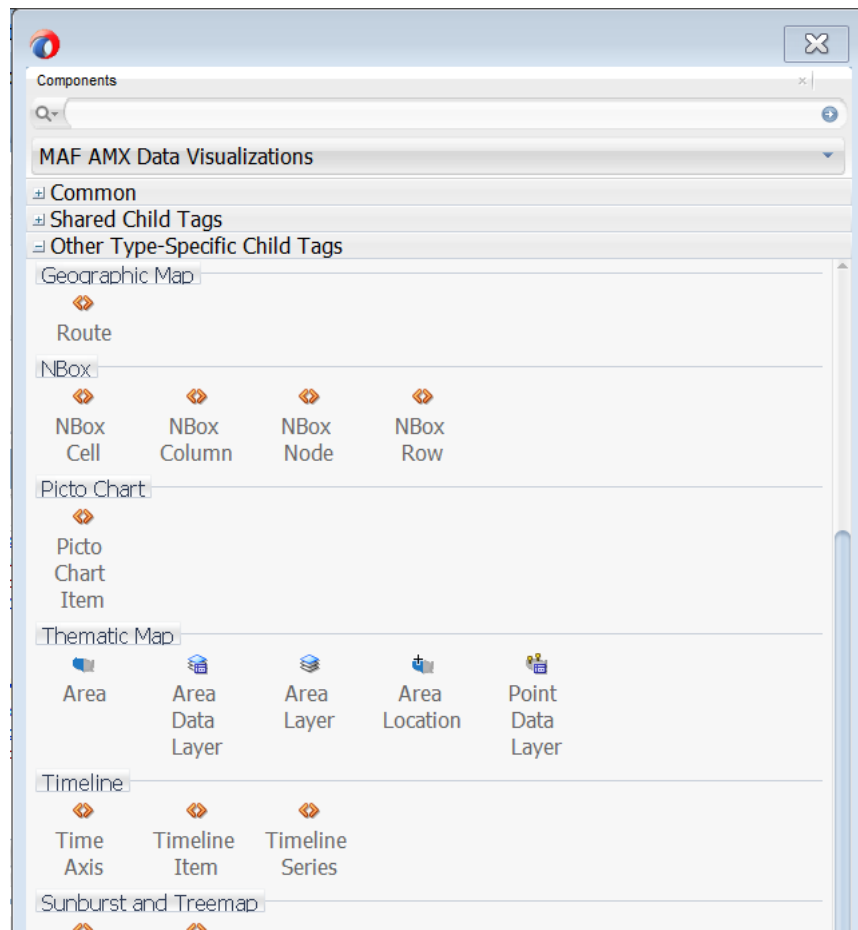 Components
MAF AMX Data Visualizations
Common
Shared Child Tags
Other Type-Specific Child Tags
Geographic Map
Route
NBox
NBox NBox NBox NBox
Cell Column Node Row
Picto Chart
Picto
Chart
Item
Thematic Map
Area Area Area Area Point
Data Layer Location Data
Layer Layer
Timeline
Time Timeline Timeline
Axis Item Series
Sunburst and Treemap